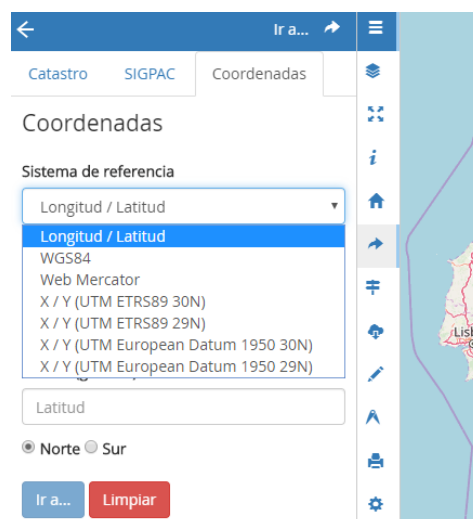 Ir a...
Catastro SIGPAC Coordenadas
Coordenadas
Sistema de referencia
Longitud / Latitud
Longitud / Latitud
WGS84
Web Mercator
X / Y (UTM ETRS89 30N)
X / Y (UTM ETRS89 29N)
X / Y (UTM European Datum 1950 30N)
X / Y (UTM European Datum 1950 29N)
Latitud
Norte Sur
Ir a... Limpiar
Lis